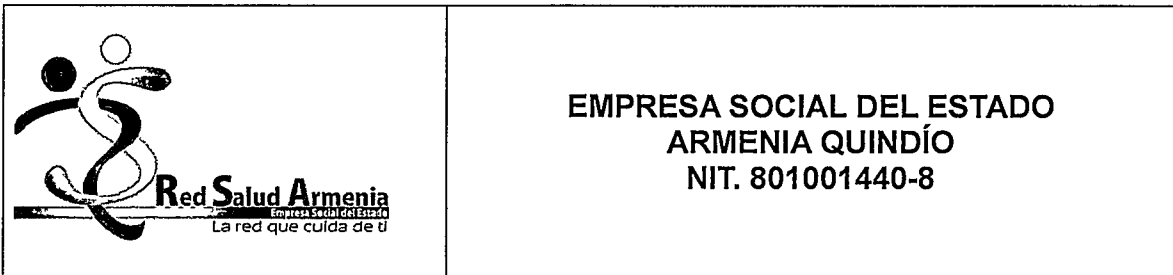 Red Salud Armenia
Empresa Social del Estado
La red que cuida de ti
EMPRESA SOCIAL DEL ESTADO
ARMENIA QUINDÍO
NIT. 801001440-8